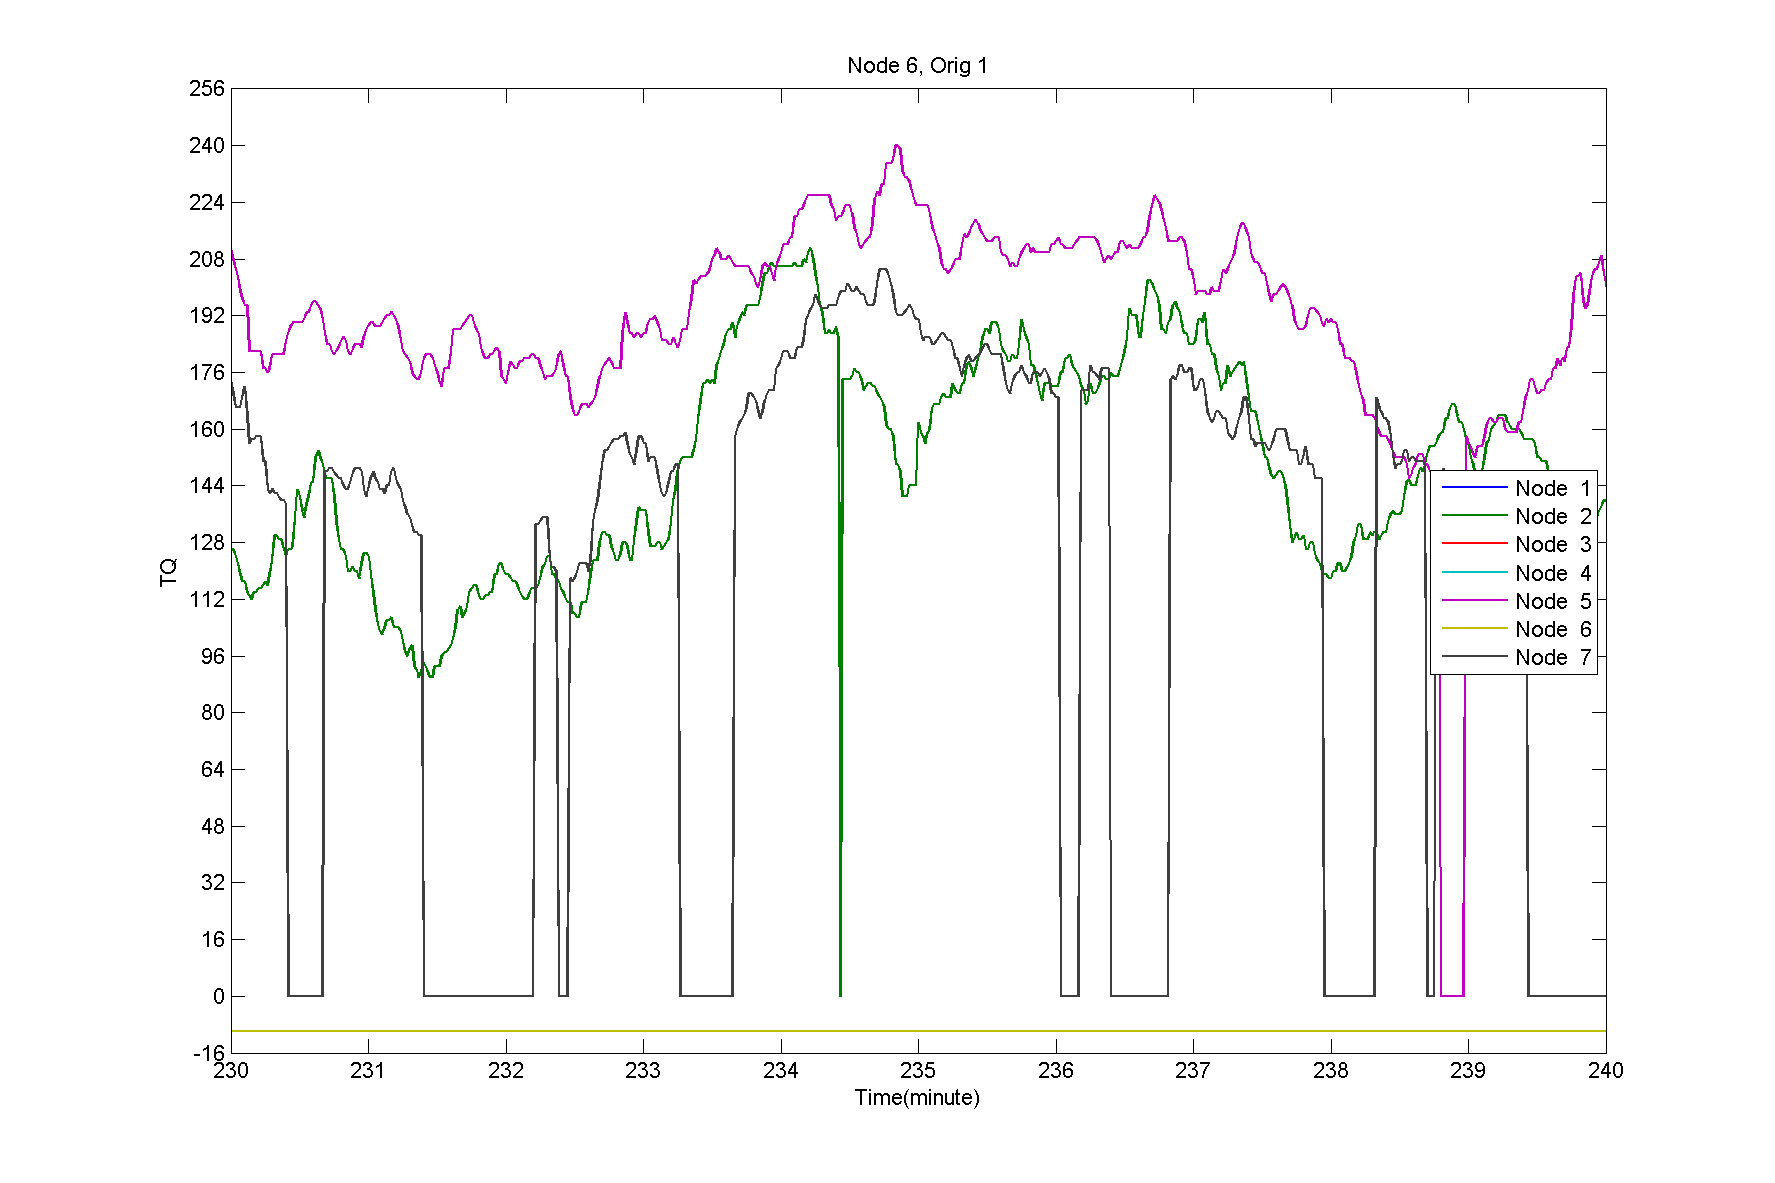 Node 6, Orig 1
256
240
224
208
192
176
160
144
128
112
96
80
64
48
32
16
0
-16
TQ
Node 1
Node 2
Node 3
Node 4
Node 5
Node 6
Node 7
230 231 232 233 234 235 236 237 238 239 240
Time(minute)